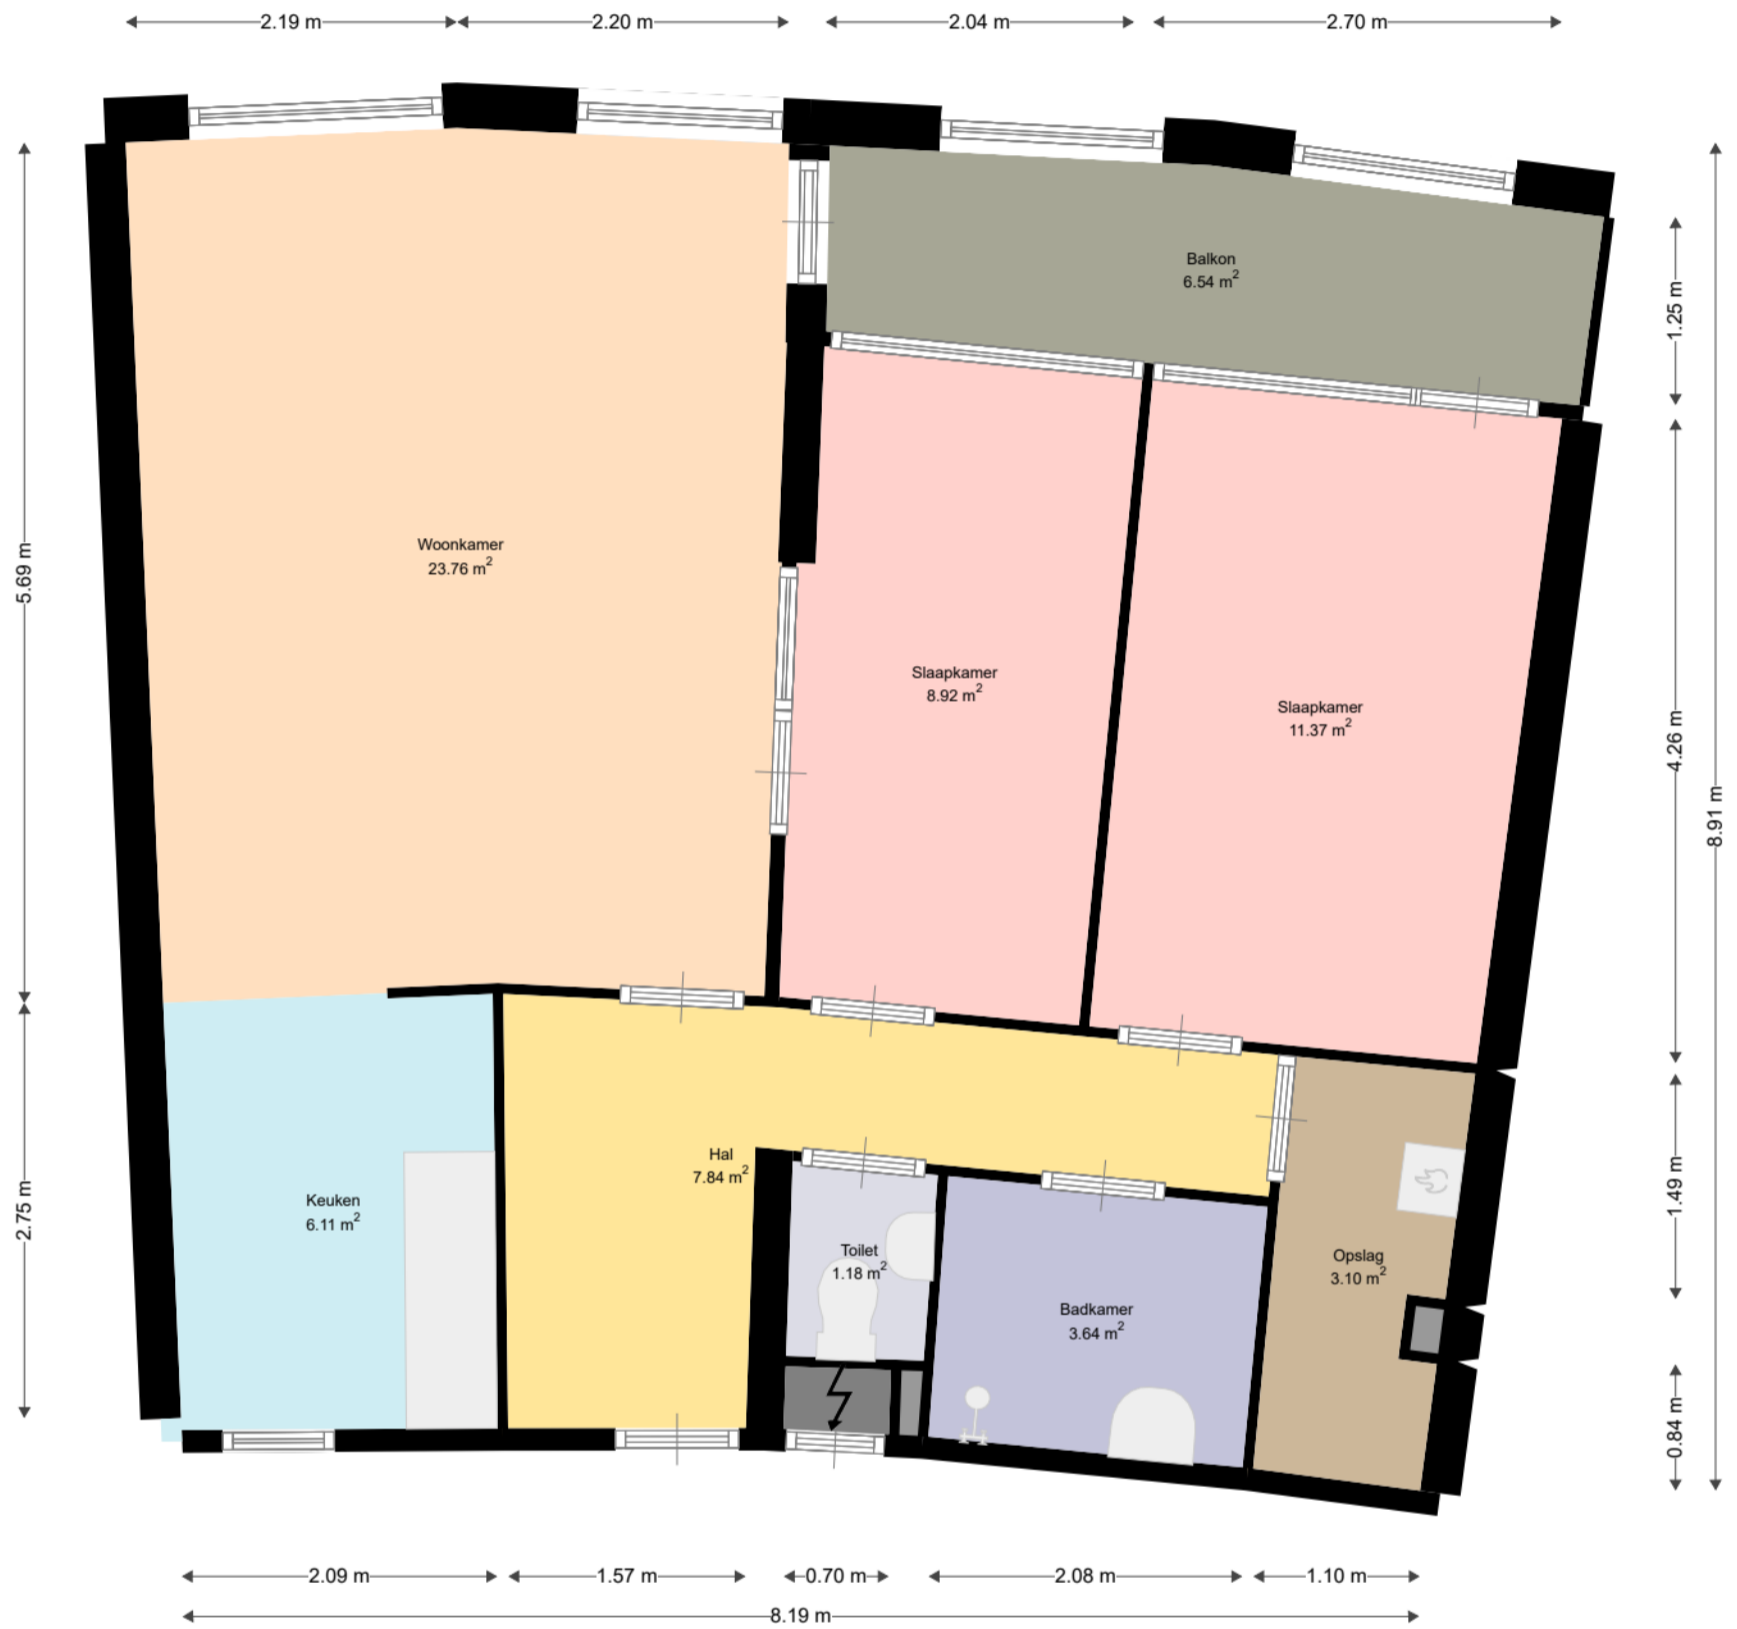 2.19 m
2.20 m
2.04 m
2.70 m
Balkon
6.54 m²
1.25 m
Woonkamer
23.76 m²
5.69 m
Slaapkamer
8.92 m²
Slaapkamer
11.37 m²
4.26 m
8.91 m
Hal
7.84 m²
Keuken
6.11 m²
2.75 m
1.49 m
Toilet
1.18 m²
Opslag
3.10 m²
Badkamer
3.64 m²
0.84 m
2.09 m
1.57 m
0.70 m
2.08 m
1.10 m
8.19 m